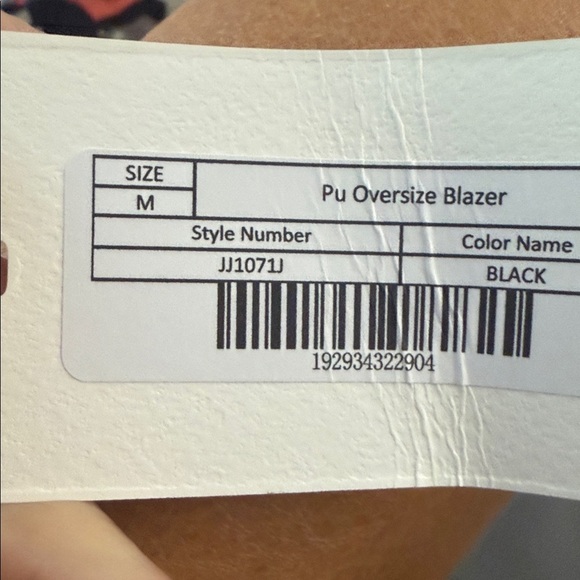 SIZE
M
Pu Oversize Blazer
Style Number
Color Name
JJ1071J
BLACK
192934322904